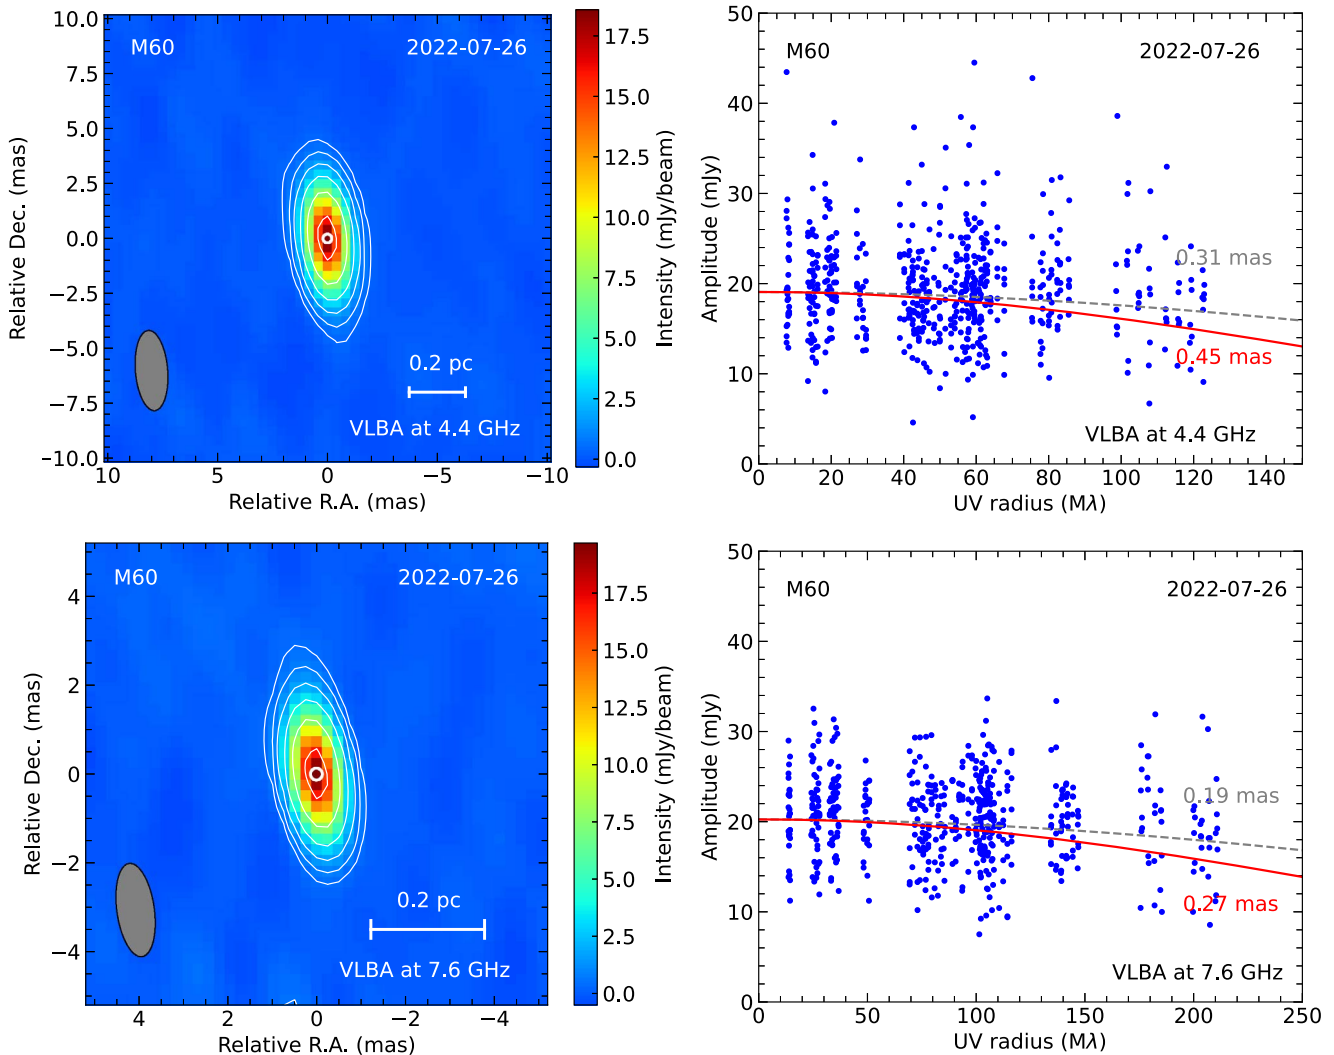 M60 2022-07-26
10.0
7.5
5.0
2.5
0.0
−2.5
−5.0
−7.5
−10.0
Relative Dec. (mas)
0.2 pc
VLBA at 4.4 GHz
10 5 0 −5 −10
Relative R.A. (mas)
17.5
15.0
12.5
10.0
7.5
5.0
2.5
0.0
Intensity (mJy/beam)
M60 2022-07-26
50
40
30
20
10
0
Amplitude (mJy)
0.31 mas
0.45 mas
VLBA at 4.4 GHz
0 20 40 60 80 100 120 140
UV radius (Mλ)
M60 2022-07-26
4
2
0
−2
−4
Relative Dec. (mas)
0.2 pc
VLBA at 7.6 GHz
4 2 0 −2 −4
Relative R.A. (mas)
17.5
15.0
12.5
10.0
7.5
5.0
2.5
0.0
Intensity (mJy/beam)
M60 2022-07-26
50
40
30
20
10
0
Amplitude (mJy)
0.19 mas
0.27 mas
VLBA at 7.6 GHz
0 50 100 150 200 250
UV radius (Mλ)